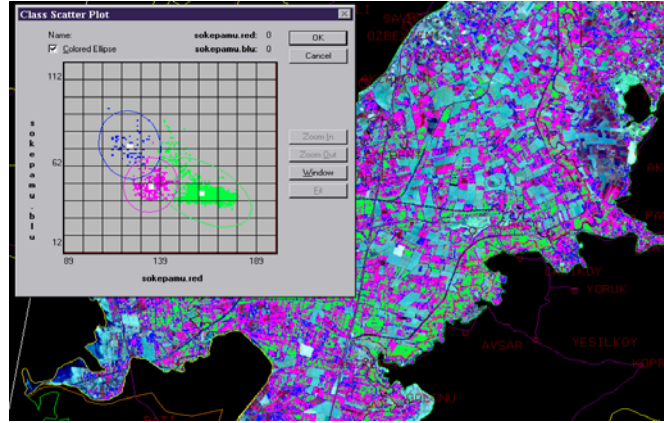 Class Scatter Plot
Name:
sokepamu.red: 0
Colored Ellipse
sokepamu.blu: 0
OK
Cancel
Zoom In
Zoom Out
Window
Fit
112
62
12
sokepamu.blu
89
139
189
sokepamu.red
YORUK
AVSAR
YESILKOY